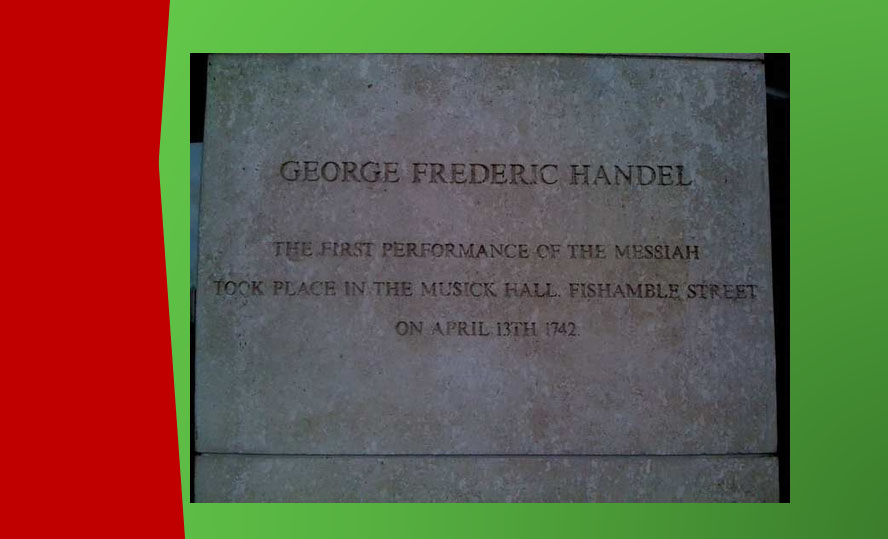 GEORGE FREDERIC HANDEL
THE FIRST PERFORMANCE OF THE MESSIAH
TOOK PLACE IN THE MUSICK HALL, FISHAMBLE STREET
ON APRIL 13TH 1742.